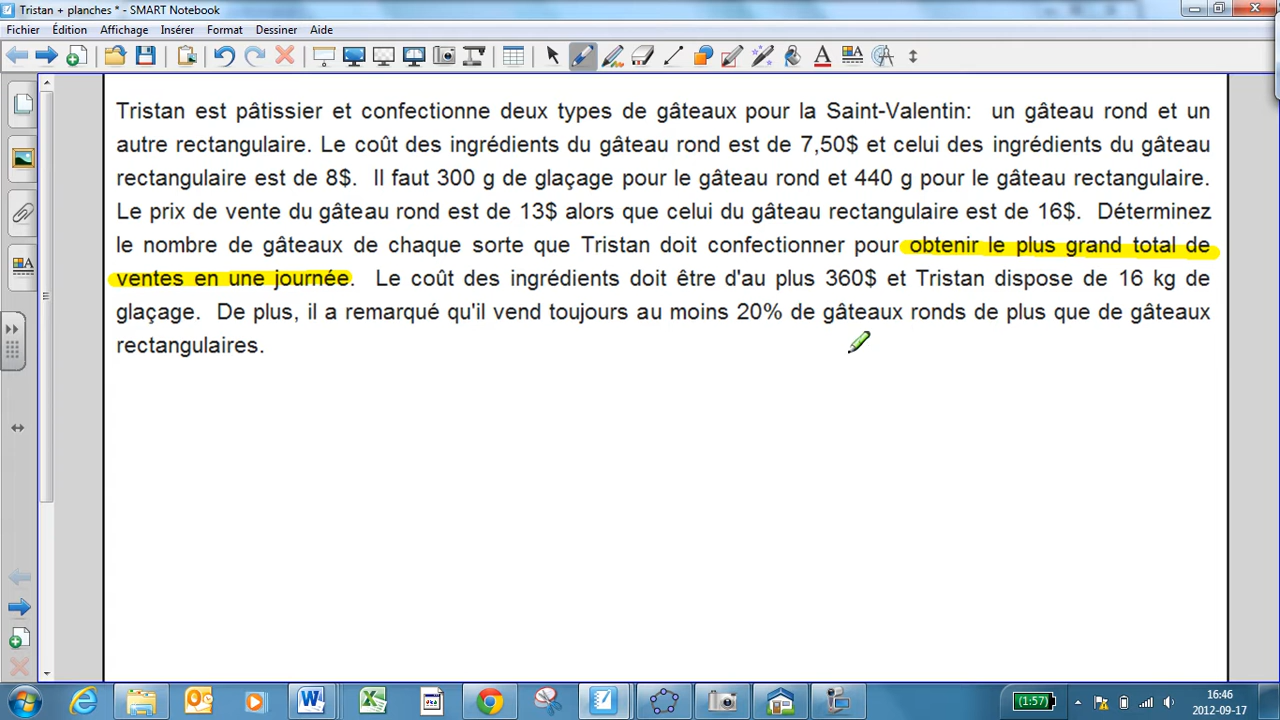 Tristan + planches * - SMART Notebook
Fichier Édition Affichage Insérer Format Dessiner Aide
Tristan est pâtissier et confectionne deux types de gâteaux pour la Saint-Valentin: un gâteau rond et un
autre rectangulaire. Le coût des ingrédients du gâteau rond est de 7,50$ et celui des ingrédients du gâteau
rectangulaire est de 8$. Il faut 300 g de glaçage pour le gâteau rond et 440 g pour le gâteau rectangulaire.
Le prix de vente du gâteau rond est de 13$ alors que celui du gâteau rectangulaire est de 16$. Déterminez
le nombre de gâteaux de chaque sorte que Tristan doit confectionner pour obtenir le plus grand total de
ventes en une journée. Le coût des ingrédients doit être d'au plus 360$ et Tristan dispose de 16 kg de
glaçage. De plus, il a remarqué qu'il vend toujours au moins 20% de gâteaux ronds de plus que de gâteaux
rectangulaires.
(1:57)
16:46
2012-09-17